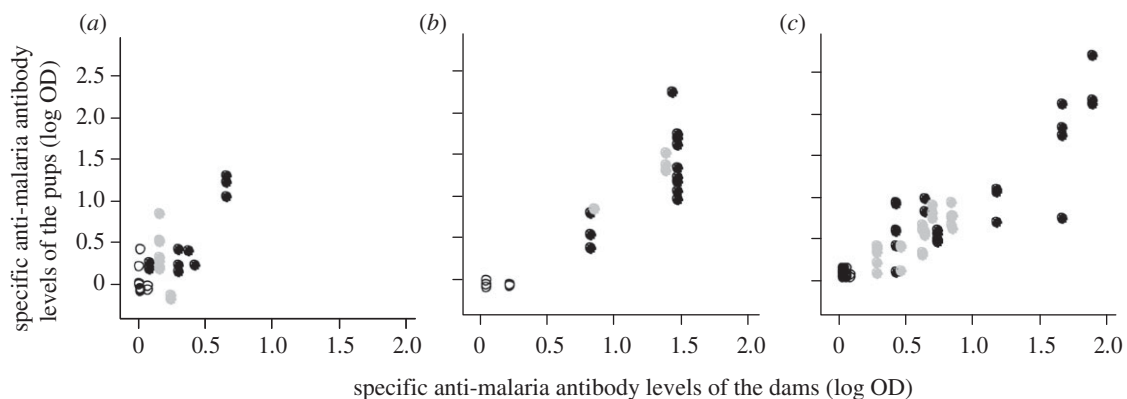 (a)
(b)
(c)
specific anti-malaria antibody
levels of the pups (log OD)
2.5
2.0
1.5
1.0
0.5
0
0 0.5 1.0 1.5 2.0
0 0.5 1.0 1.5 2.0
0 0.5 1.0 1.5 2.0
specific anti-malaria antibody levels of the dams (log OD)